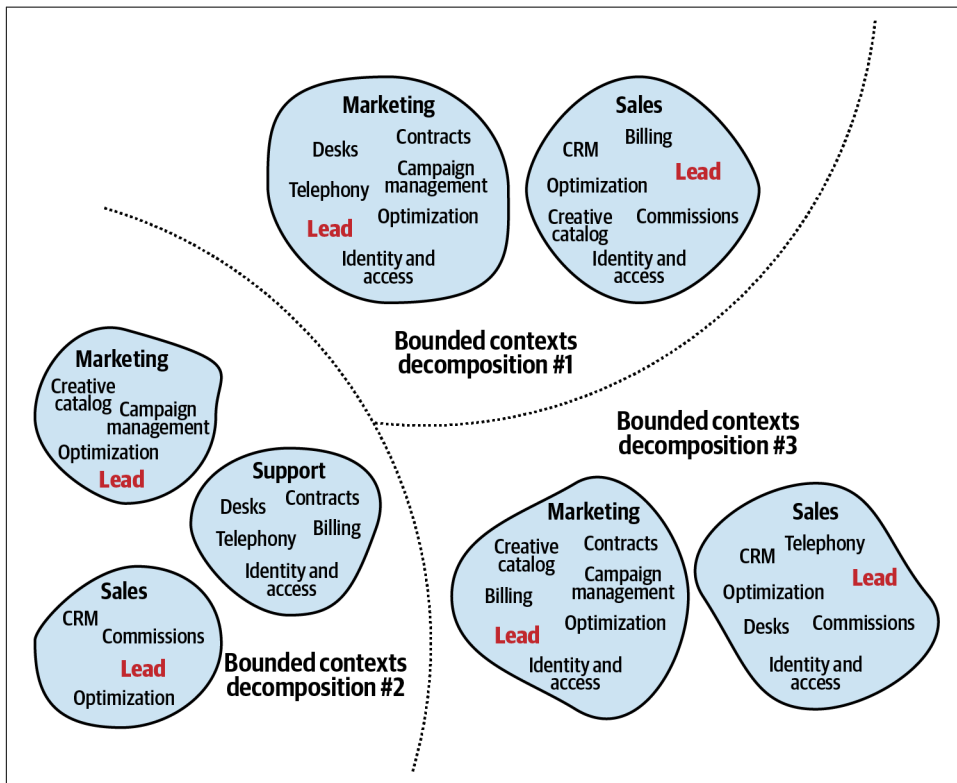 Marketing
Desks
Contracts
Telephony
Campaign
management
Lead
Optimization
Identity and
access
Sales
CRM
Billing
Lead
Optimization
Creative
catalog
Commissions
Identity and
access
Bounded contexts
decomposition #1
Marketing
Creative
catalog
Campaign
management
Optimization
Lead
Support
Desks
Contracts
Telephony
Billing
Identity and
access
Sales
CRM
Commissions
Lead
Optimization
Bounded contexts
decomposition #2
Bounded contexts
decomposition #3
Marketing
Creative
catalog
Contracts
Billing
Campaign
management
Lead
Optimization
Identity and
access
Sales
CRM
Telephony
Lead
Optimization
Desks
Commissions
Identity and
access